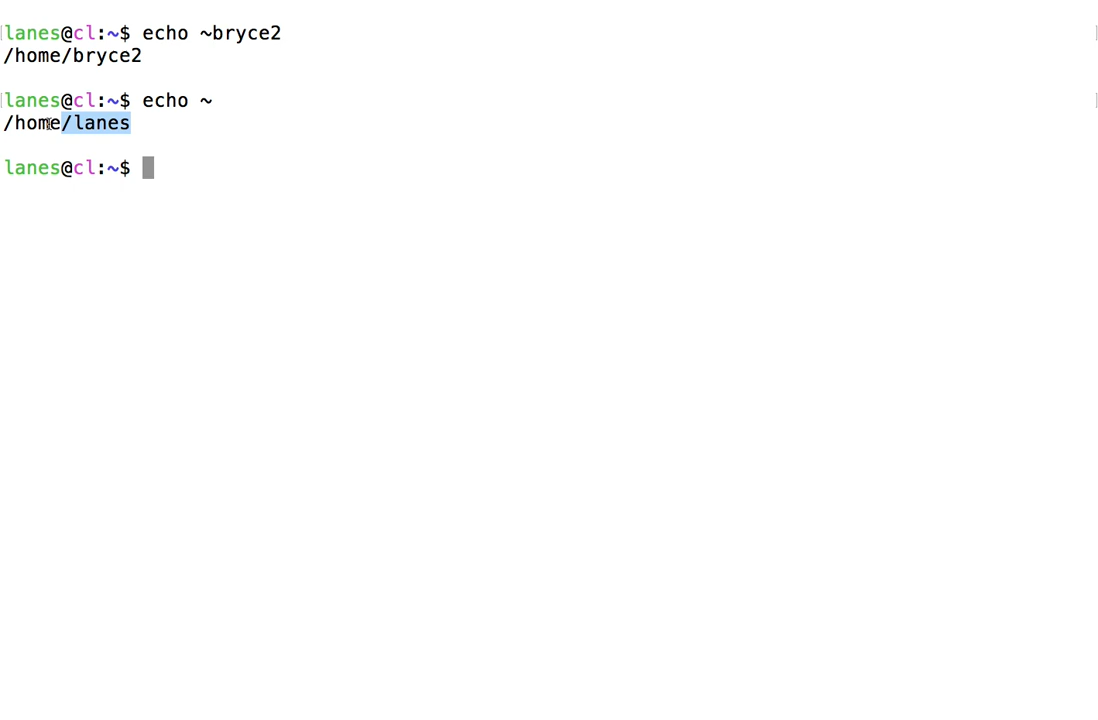 lanes@cl:~$ echo ~bryce2
/home/bryce2
lanes@cl:~$ echo ~
/home/lanes
lanes@cl:~$